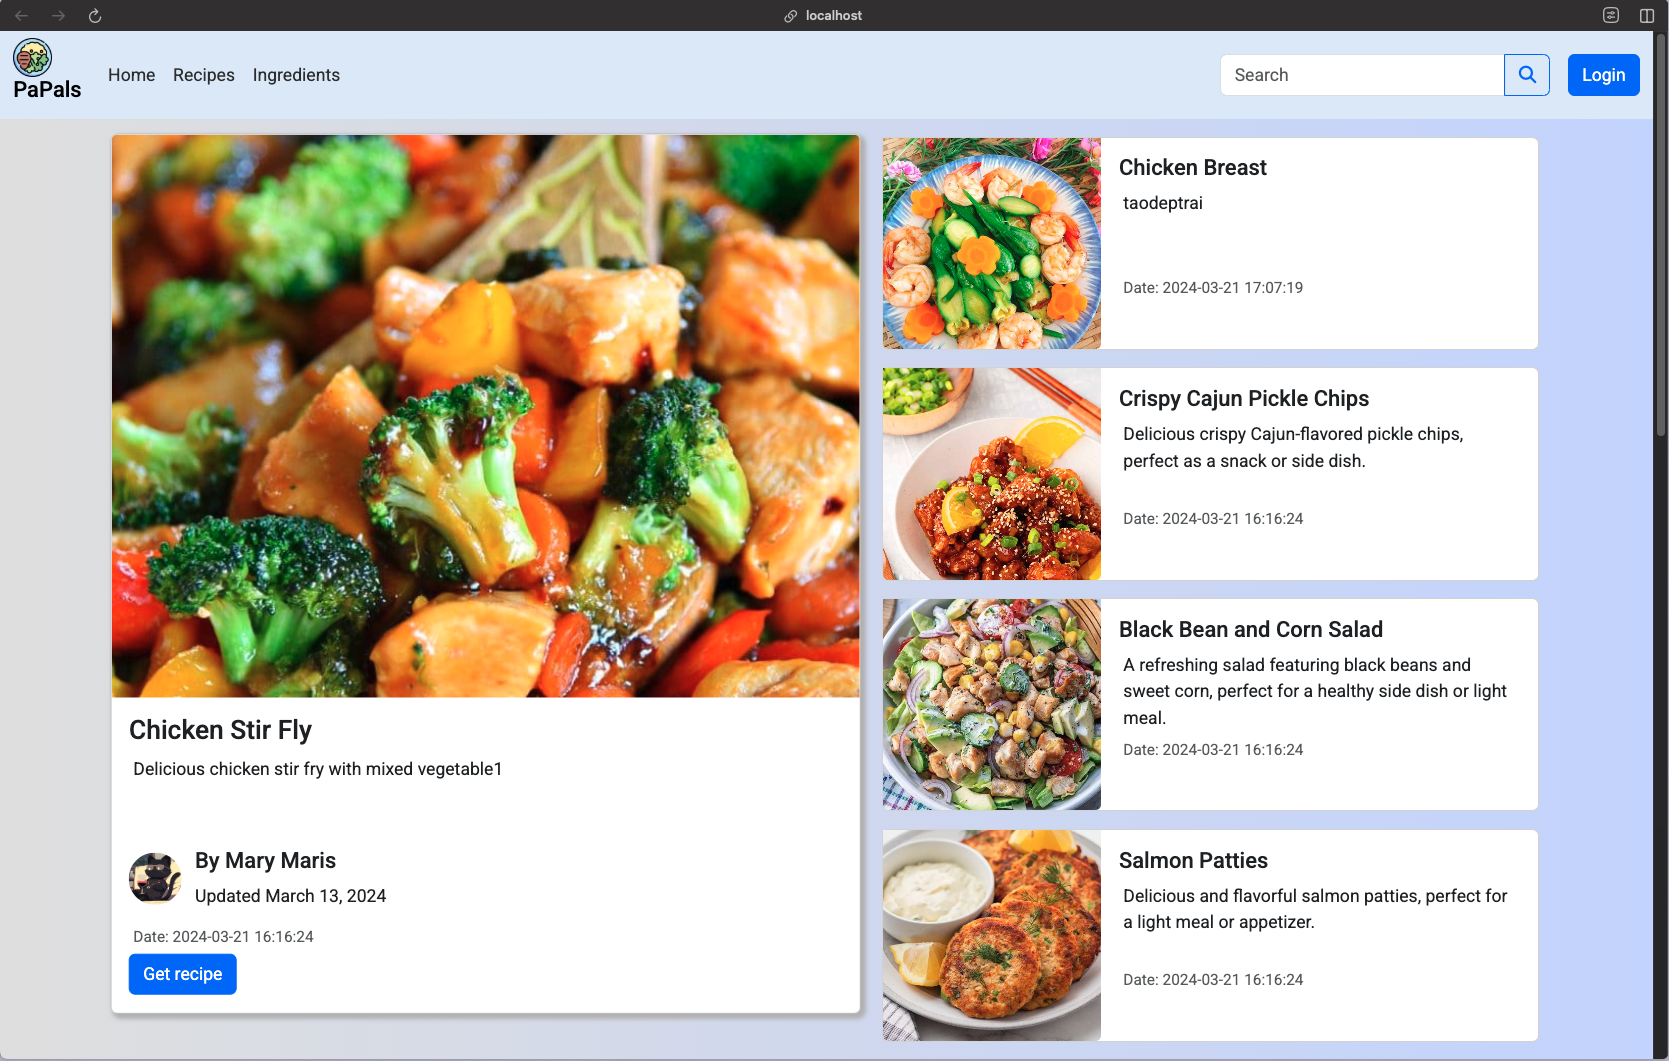 localhost
PaPals
Home Recipes Ingredients
Search
Login
Chicken Stir Fly
Delicious chicken stir fry with mixed vegetable1
By Mary Maris
Updated March 13, 2024
Date: 2024-03-21 16:16:24
Get recipe
Chicken Breast
taodeptrai
Date: 2024-03-21 17:07:19
Crispy Cajun Pickle Chips
Delicious crispy Cajun-flavored pickle chips,
perfect as a snack or side dish.
Date: 2024-03-21 16:16:24
Black Bean and Corn Salad
A refreshing salad featuring black beans and
sweet corn, perfect for a healthy side dish or light
meal.
Date: 2024-03-21 16:16:24
Salmon Patties
Delicious and flavorful salmon patties, perfect for
a light meal or appetizer.
Date: 2024-03-21 16:16:24